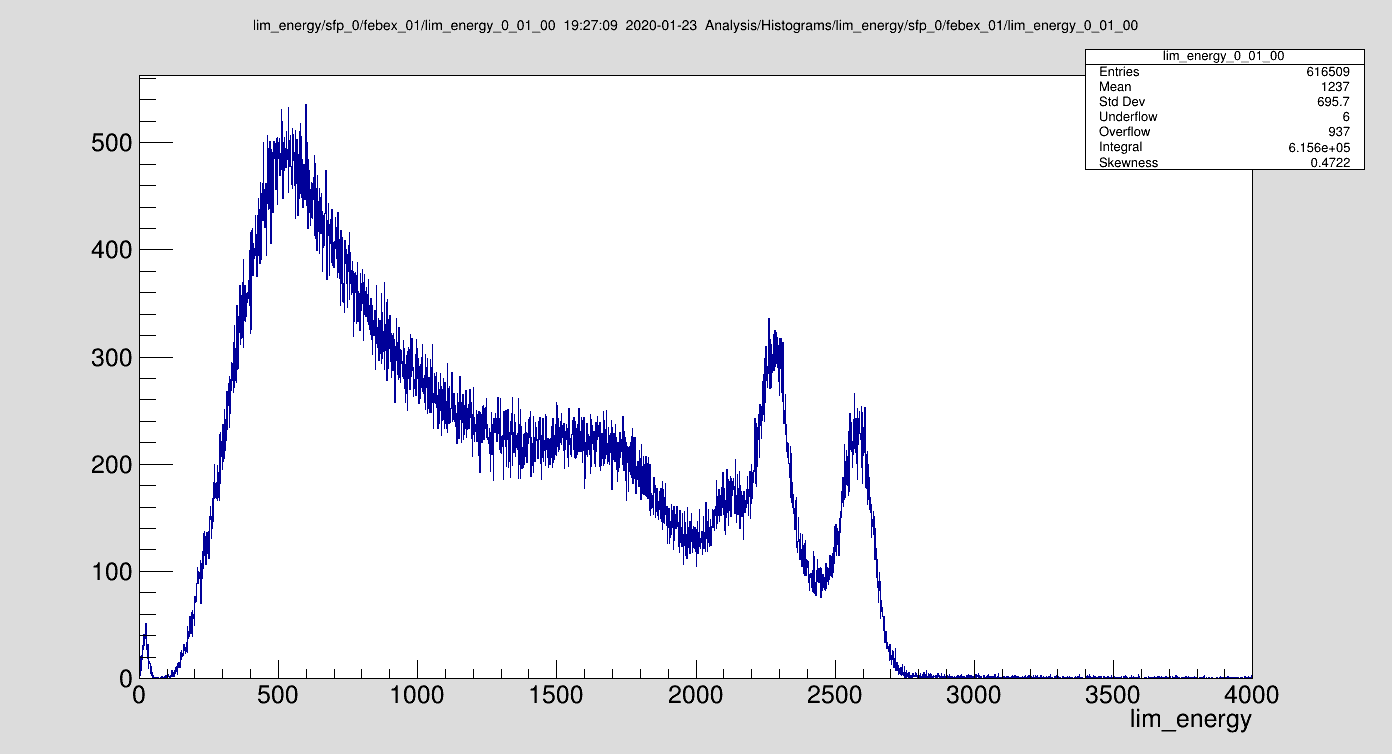 lim_energy/sfp_0/febex_01/lim_energy_0_01_00  19:27:09  2020-01-23  Analysis/Histograms/lim_energy/sfp_0/febex_01/lim_energy_0_01_00
lim_energy_0_01_00
Entries 616509
Mean 1237
Std Dev 695.7
Underflow 6
Overflow 937
Integral 6.156e+05
Skewness 0.4722
500
400
300
200
100
0
0 500 1000 1500 2000 2500 3000 3500 4000
lim_energy